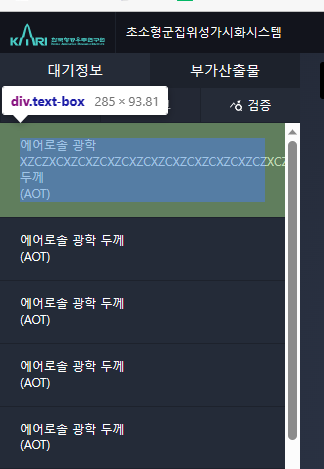 KARI 한국항공우주연구원
초소형군집위성가시화시스템
대기정보
부가산출물
div.text-box 285 × 93.81
검증
에어로솔 광학
XZCZXCXZCXZCXZCXZCXZCXZCXZCXZCXZCXZCZXCZ
두께
(AOT)
에어로솔 광학 두께
(AOT)
에어로솔 광학 두께
(AOT)
에어로솔 광학 두께
(AOT)
에어로솔 광학 두께
(AOT)